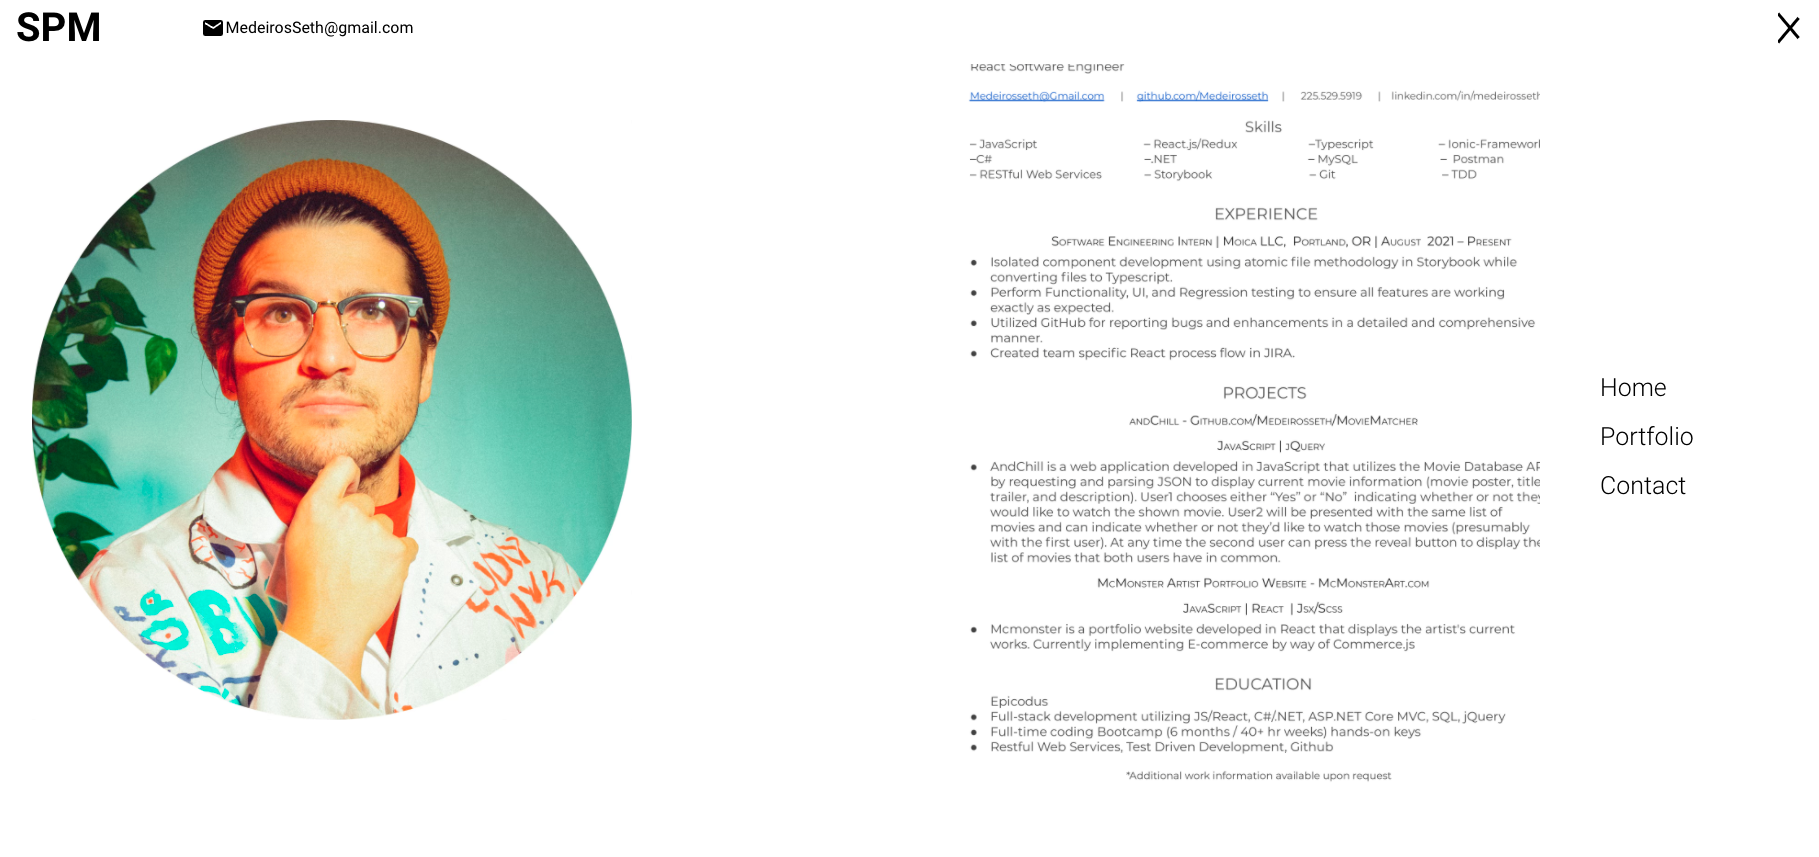 SPM
MedeirosSeth@gmail.com
React Software Engineer
Medeirosseth@Gmail.com | github.com/Medeirosseth | 225.529.5919 | linkedin.com/in/medeirosseth
Skills
– JavaScript – React.js/Redux –Typescript – Ionic-Framework
–C# –.NET – MySQL – Postman
– RESTful Web Services – Storybook – Git – TDD
EXPERIENCE
Software Engineering Intern | Moica LLC, Portland, OR | August 2021 – Present
● Isolated component development using atomic file methodology in Storybook while
converting files to Typescript.
● Perform Functionality, UI, and Regression testing to ensure all features are working
exactly as expected.
● Utilized GitHub for reporting bugs and enhancements in a detailed and comprehensive
manner.
● Created team specific React process flow in JIRA.
PROJECTS
andChill - Github.com/Medeirosseth/MovieMatcher
JavaScript | jQuery
● AndChill is a web application developed in JavaScript that utilizes the Movie Database AP
by requesting and parsing JSON to display current movie information (movie poster, title
trailer, and description). User1 chooses either “Yes” or “No” indicating whether or not they
would like to watch the shown movie. User2 will be presented with the same list of
movies and can indicate whether or not they’d like to watch those movies (presumably
with the first user). At any time the second user can press the reveal button to display the
list of movies that both users have in common.
McMonster Artist Portfolio Website - McMonsterArt.com
JavaScript | React | Jsx/Scss
● Mcmonster is a portfolio website developed in React that displays the artist's current
works. Currently implementing E-commerce by way of Commerce.js
EDUCATION
Epicodus
● Full-stack development utilizing JS/React, C#/.NET, ASP.NET Core MVC, SQL, jQuery
● Full-time coding Bootcamp (6 months / 40+ hr weeks) hands-on keys
● Restful Web Services, Test Driven Development, Github
*Additional work information available upon request
Home
Portfolio
Contact